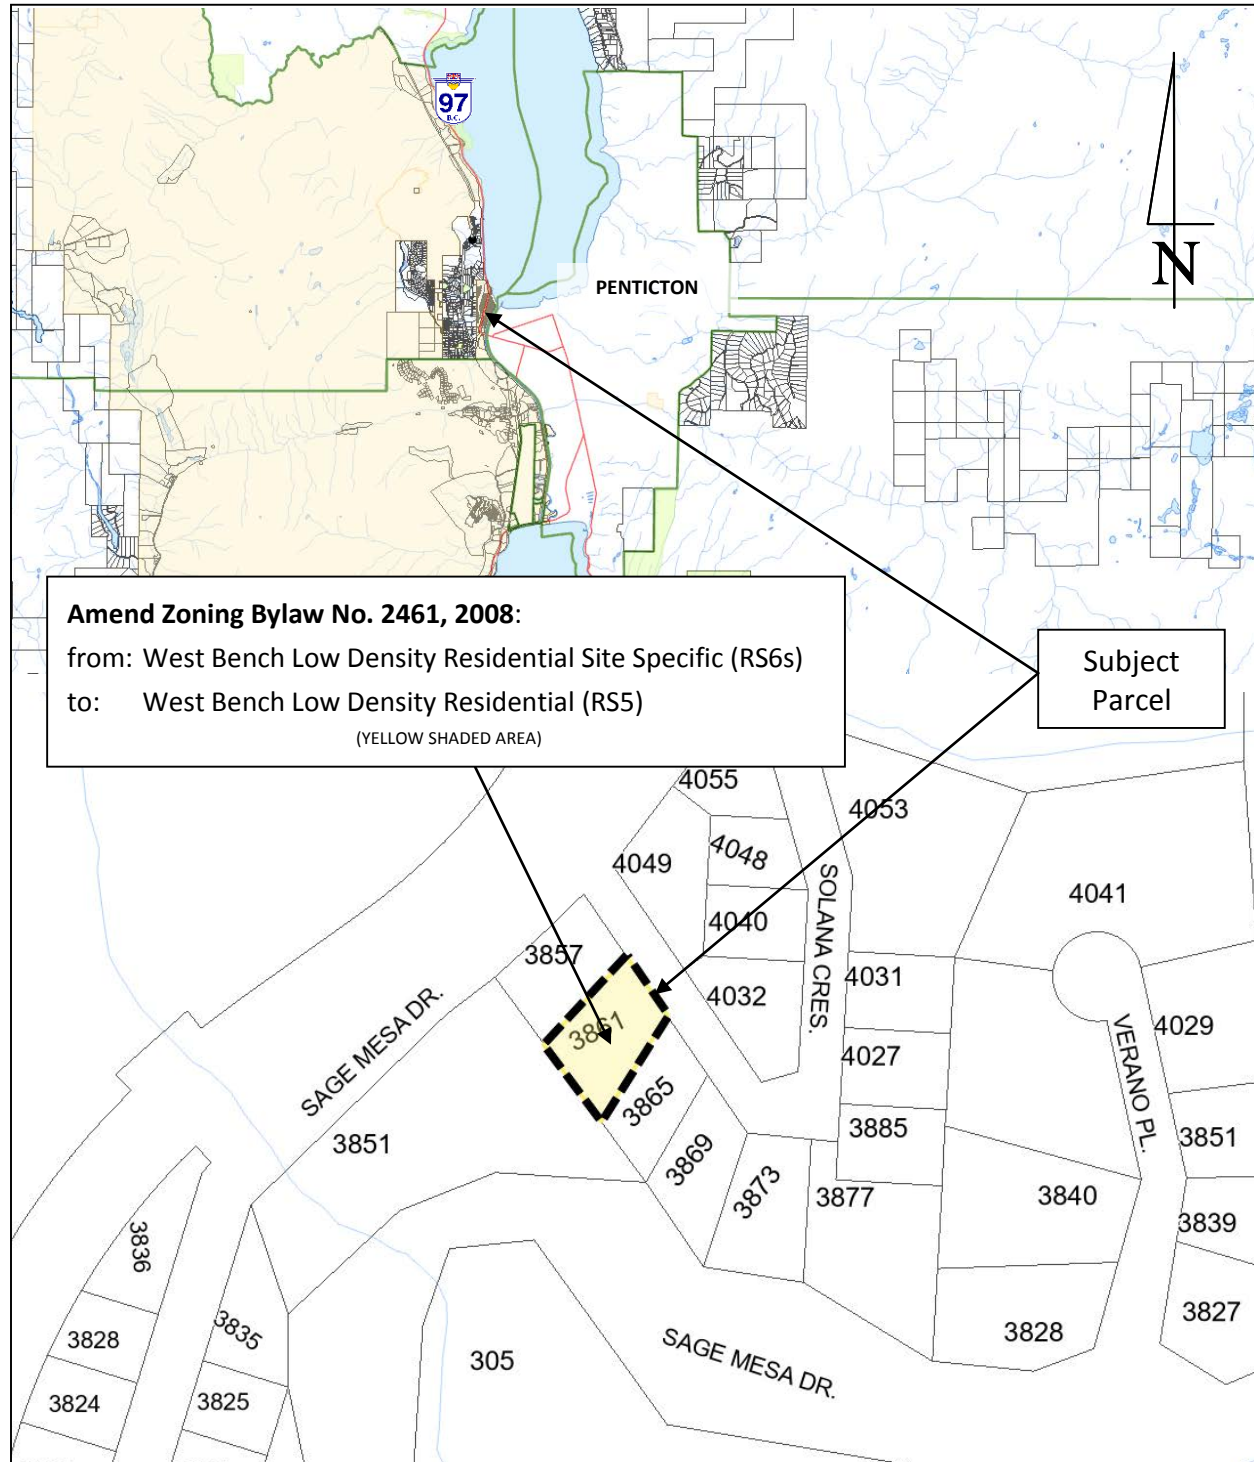 97
B.C.
PENTICTON
N
Amend Zoning Bylaw No. 2461, 2008:
from: West Bench Low Density Residential Site Specific (RS6s)
to: West Bench Low Density Residential (RS5)
(YELLOW SHADED AREA)
Subject
Parcel
4055
4053
4049
4048
4041
4040
SOLANA CRES.
3857
4031
4032
3861
4029
SAGE MESA DR.
4027
VERANO PL.
3865
3885
3851
3851
3869
3873
3877
3840
3839
3836
3835
3827
3828
3828
305
SAGE MESA DR.
3824
3825